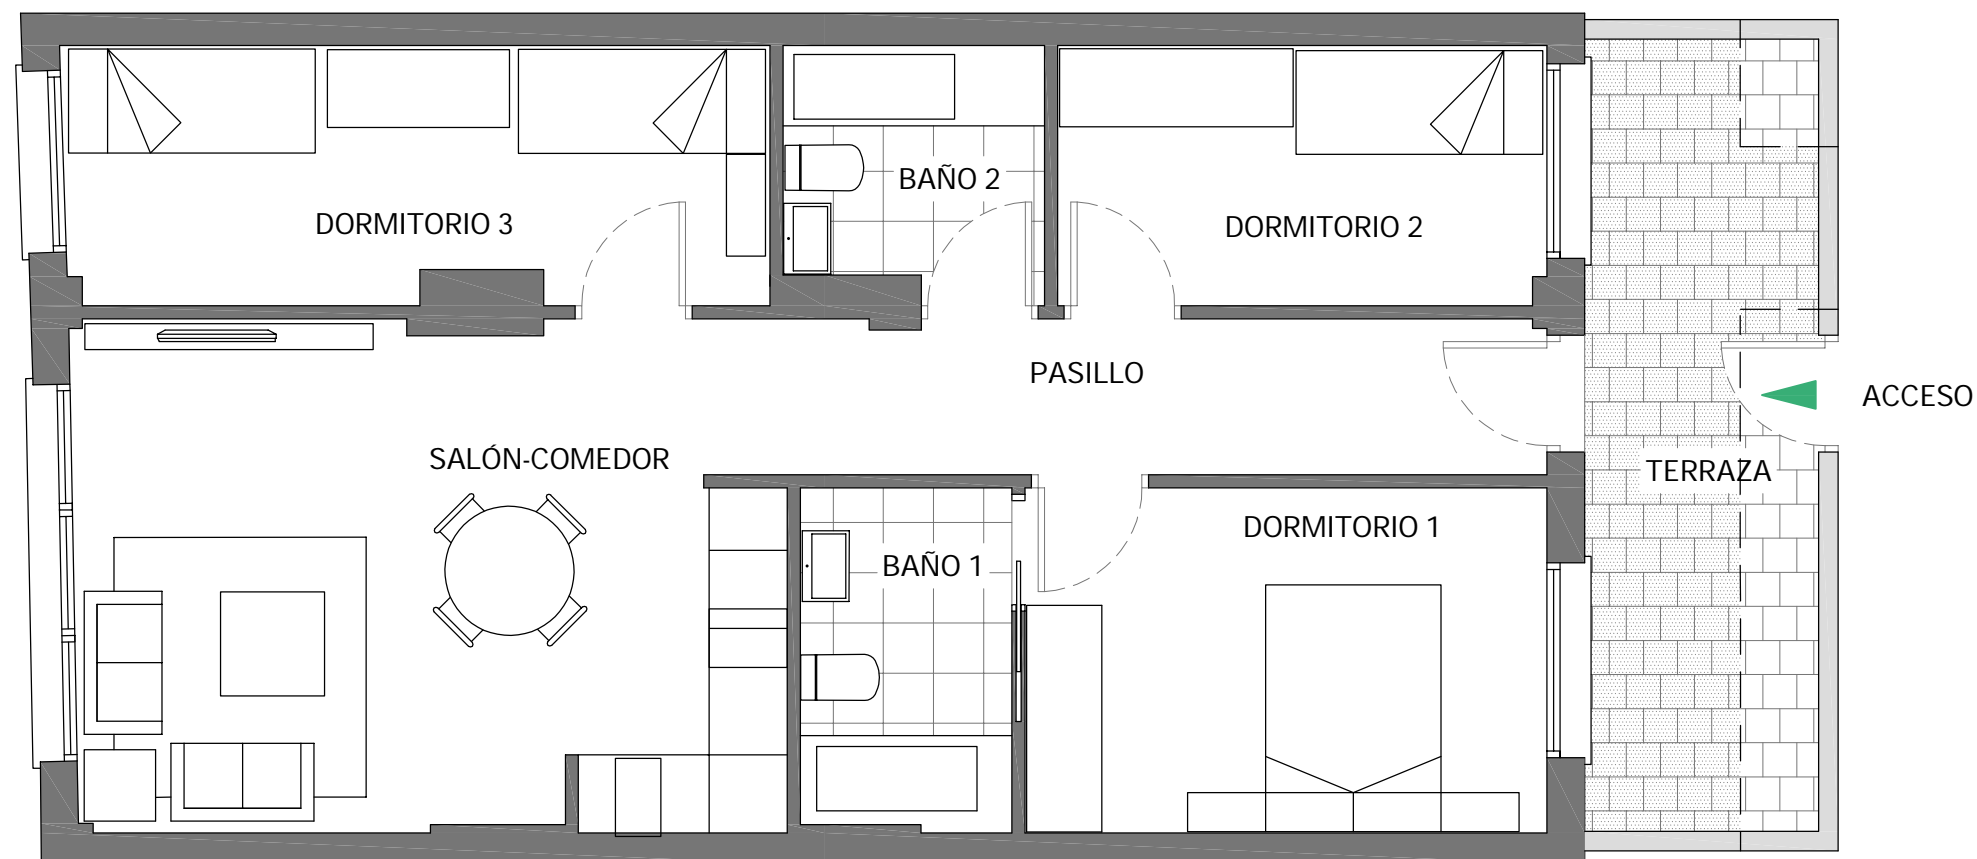 BAÑO 2
DORMITORIO 3
DORMITORIO 2
PASILLO
ACCESO
SALÓN-COMEDOR
TERRAZA
DORMITORIO 1
BAÑO 1